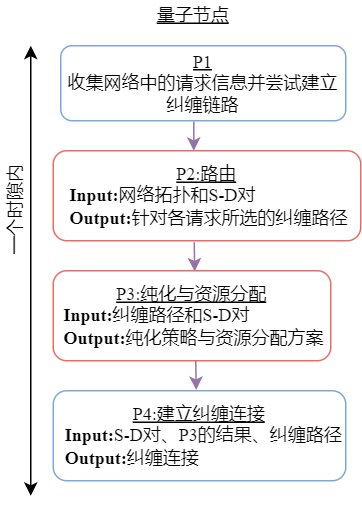 量子节点
一个时隙内
P1
收集网络中的请求信息并尝试建立
纠缠链路
P2:路由
Input:网络拓扑和S-D对
Output:针对各请求所选的纠缠路径
P3:纯化与资源分配
Input:纠缠路径和S-D对
Output:纯化策略与资源分配方案
P4:建立纠缠连接
Input:S-D对、P3的结果、纠缠路径
Output:纠缠连接